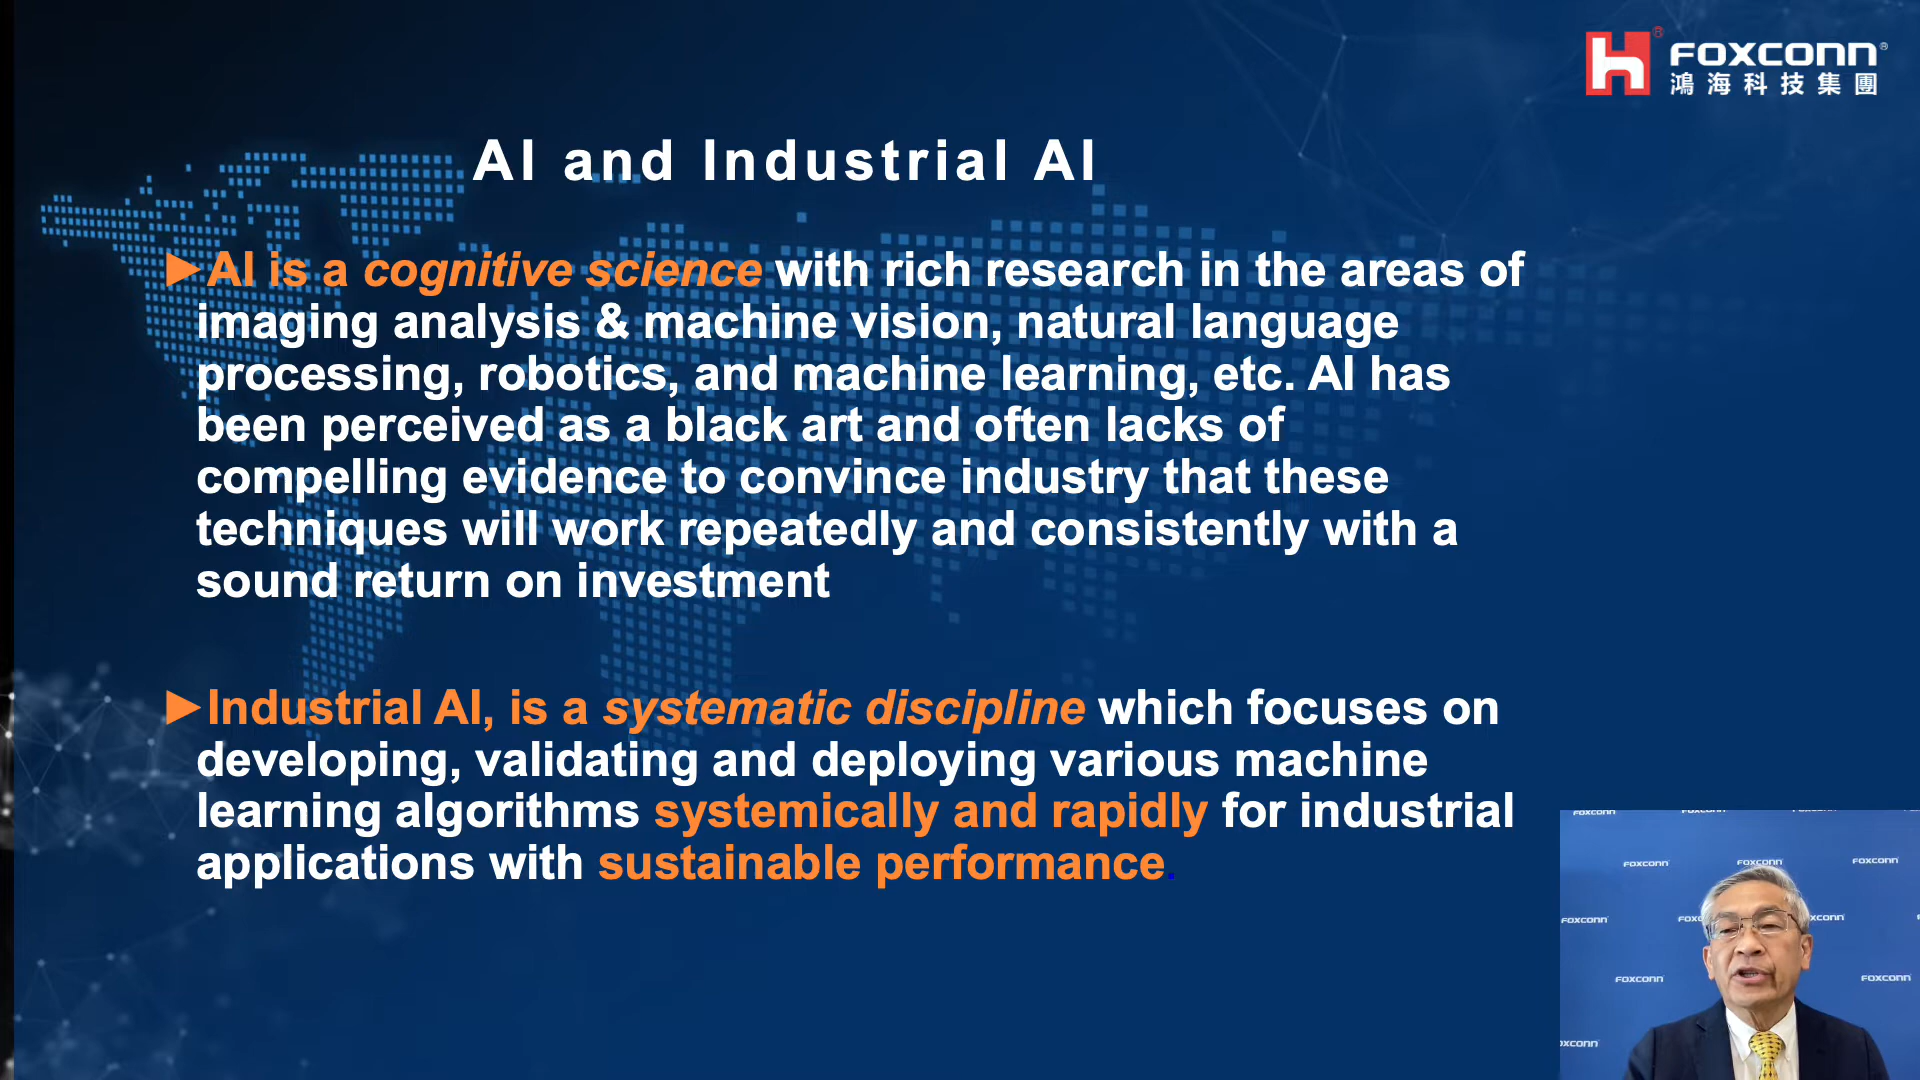 FOXCONN®
鴻海科技集團
AI and Industrial AI
►AI is a cognitive science with rich research in the areas of
imaging analysis & machine vision, natural language
processing, robotics, and machine learning, etc. AI has
been perceived as a black art and often lacks of
compelling evidence to convince industry that these
techniques will work repeatedly and consistently with a
sound return on investment
►Industrial AI, is a systematic discipline which focuses on
developing, validating and deploying various machine
learning algorithms systemically and rapidly for industrial
applications with sustainable performance.
FOXCONN
FOXCONN FOXCONN FOXCONN
FOXCONN
FOXCONN FOXCONN